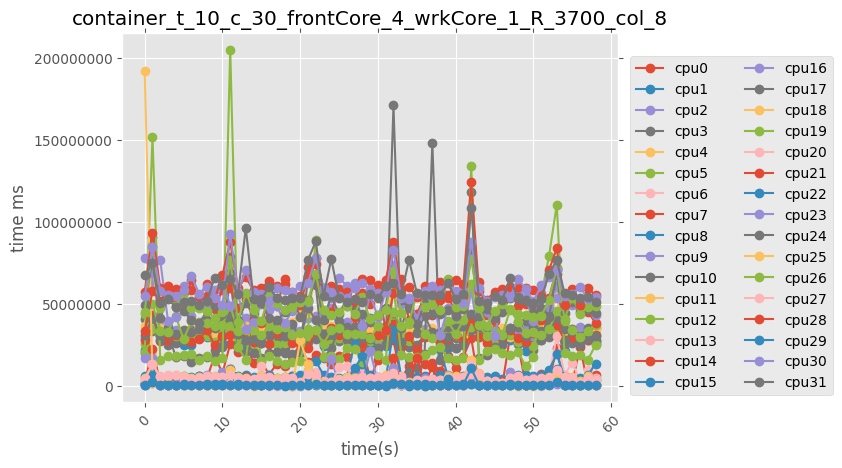 container_t_10_c_30_frontCore_4_wrkCore_1_R_3700_col_8
time ms
200000000
150000000
100000000
50000000
0
0
10
20
30
40
50
60
time(s)
cpu0
cpu1
cpu2
cpu3
cpu4
cpu5
cpu6
cpu7
cpu8
cpu9
cpu10
cpu11
cpu12
cpu13
cpu14
cpu15
cpu16
cpu17
cpu18
cpu19
cpu20
cpu21
cpu22
cpu23
cpu24
cpu25
cpu26
cpu27
cpu28
cpu29
cpu30
cpu31